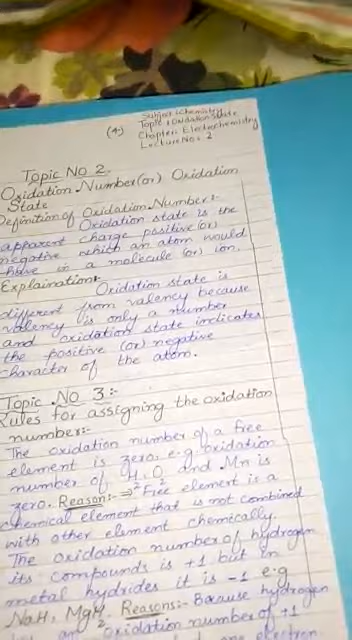 (4)
Subject: Chemistry
Topic: Oxidation State
Chapter: Electrochemistry
Lecture No: 2
Topic No 2
Oxidation Number (or) Oxidation
State
Definition of Oxidation Number:-
Oxidation state is the
apparent charge positive (or)
negative which an atom would
have in a molecule (or) ion.
Explaination:-
Oxidation state is
different from valency because
valency is only a number
and oxidation state indicates
the positive (or) negative
character of the atom.
Topic No 3:-
Rules for assigning the oxidation
number:-
The oxidation number of a free
element is zero. e.g oxidation
number of H2, O2 and Mn is
zero. Reason:- ⇒ Free element is a
chemical element that is not combined
with other element chemically.
The oxidation number of hydrogen
in its compounds is +1 but in
metal hydrides it is -1 e.g
NaH, MgH2 Reasons:- Because hydrogen
an oxidation number of +1
electron